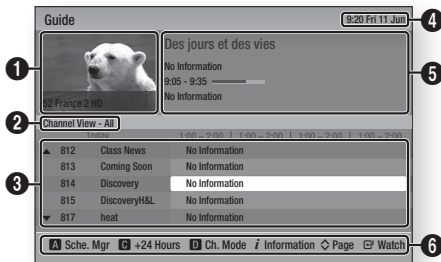 Guide
9:20 Fri 11 Jun
4
1
52 France 2 HD
Des jours et des vies
No Information
9:05 - 9:35
No Information
5
2
Channel View - All
Today 1:00 – 2:00 1:00 – 2:00 1:00 – 2:00 1:00 – 2:00
3
▲ 812 Class News No Information
813 Coming Soon No Information
814 Discovery No Information
815 DiscoveryH&L No Information
▼ 817 heat No Information
A Sche. Mgr C +24 Hours D Ch. Mode i Information Page Watch
6